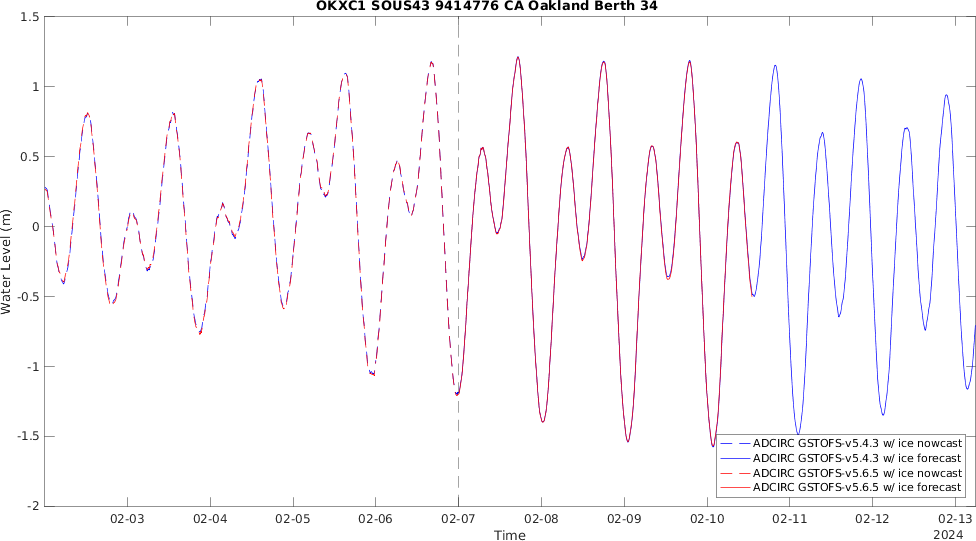 OKXC1 SOUS43 9414776 CA Oakland Berth 34
1.5
1
0.5
0
-0.5
-1
-1.5
-2
Water Level (m)
02-03 02-04 02-05 02-06 02-07 02-08 02-09 02-10 02-11 02-12 02-13
Time
2024
ADCIRC GSTOFS-v5.4.3 w/ ice nowcast
ADCIRC GSTOFS-v5.4.3 w/ ice forecast
ADCIRC GSTOFS-v5.6.5 w/ ice nowcast
ADCIRC GSTOFS-v5.6.5 w/ ice forecast